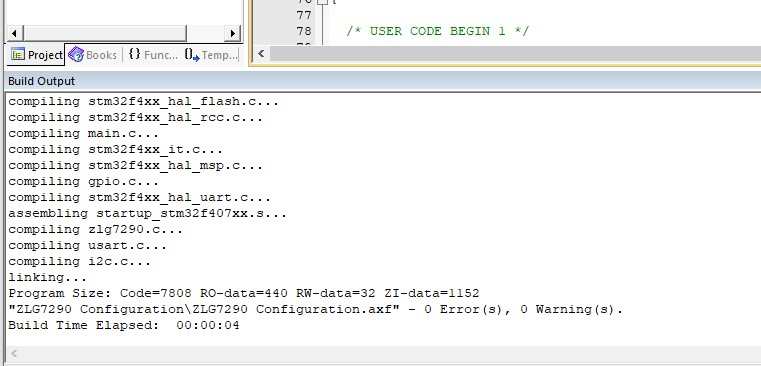 77
78 /* USER CODE BEGIN 1 */
Project Books {} Func... Temp...
Build Output
compiling stm32f4xx_hal_flash.c...
compiling stm32f4xx_hal_rcc.c...
compiling main.c...
compiling stm32f4xx_it.c...
compiling stm32f4xx_hal_msp.c...
compiling gpio.c...
compiling stm32f4xx_hal_uart.c...
assembling startup_stm32f407xx.s...
compiling zlg7290.c...
compiling usart.c...
compiling i2c.c...
linking...
Program Size: Code=7808 RO-data=440 RW-data=32 ZI-data=1152
"ZLG7290 Configuration\ZLG7290 Configuration.axf" - 0 Error(s), 0 Warning(s).
Build Time Elapsed:  00:00:04